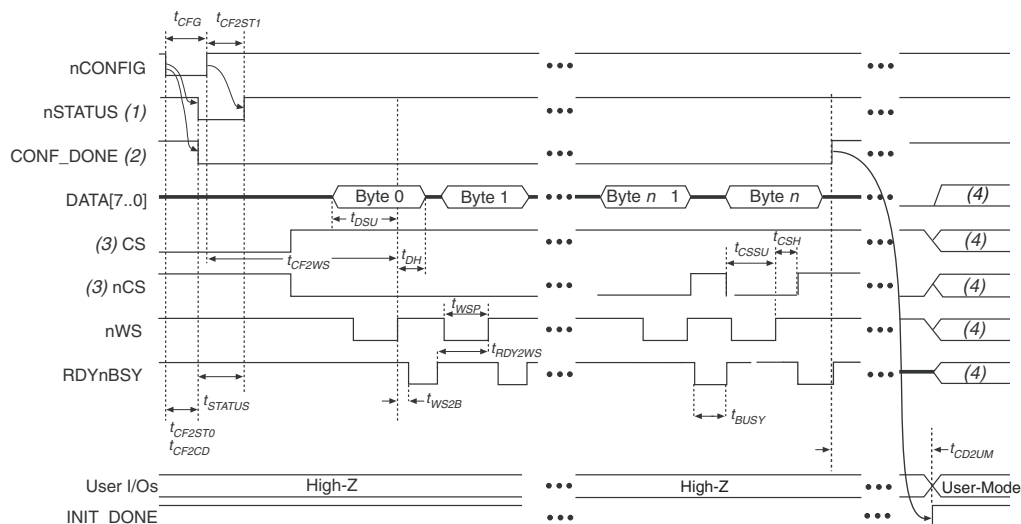 tCFG
tCF2ST1
nCONFIG
nSTATUS (1)
CONF_DONE (2)
DATA[7..0]
Byte 0
Byte 1
Byte n 1
Byte n
(4)
tDSU
(3) CS
tCF2WS
tDH
tCSSU
tCSH
(4)
(3) nCS
(4)
tWSP
nWS
(4)
tRDY2WS
RDYnBSY
(4)
tSTATUS
tWS2B
tBUSY
tCF2ST0
tCF2CD
tCD2UM
User I/Os
High-Z
High-Z
User-Mode
INIT_DONE